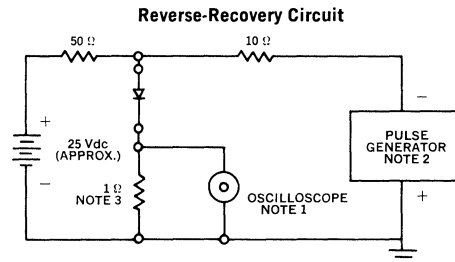 Reverse-Recovery Circuit
50 Ω
10 Ω
+
25 Vdc
(APPROX.)
−
1 Ω
NOTE 3
OSCILLOSCOPE
NOTE 1
−
PULSE
GENERATOR
NOTE 2
+